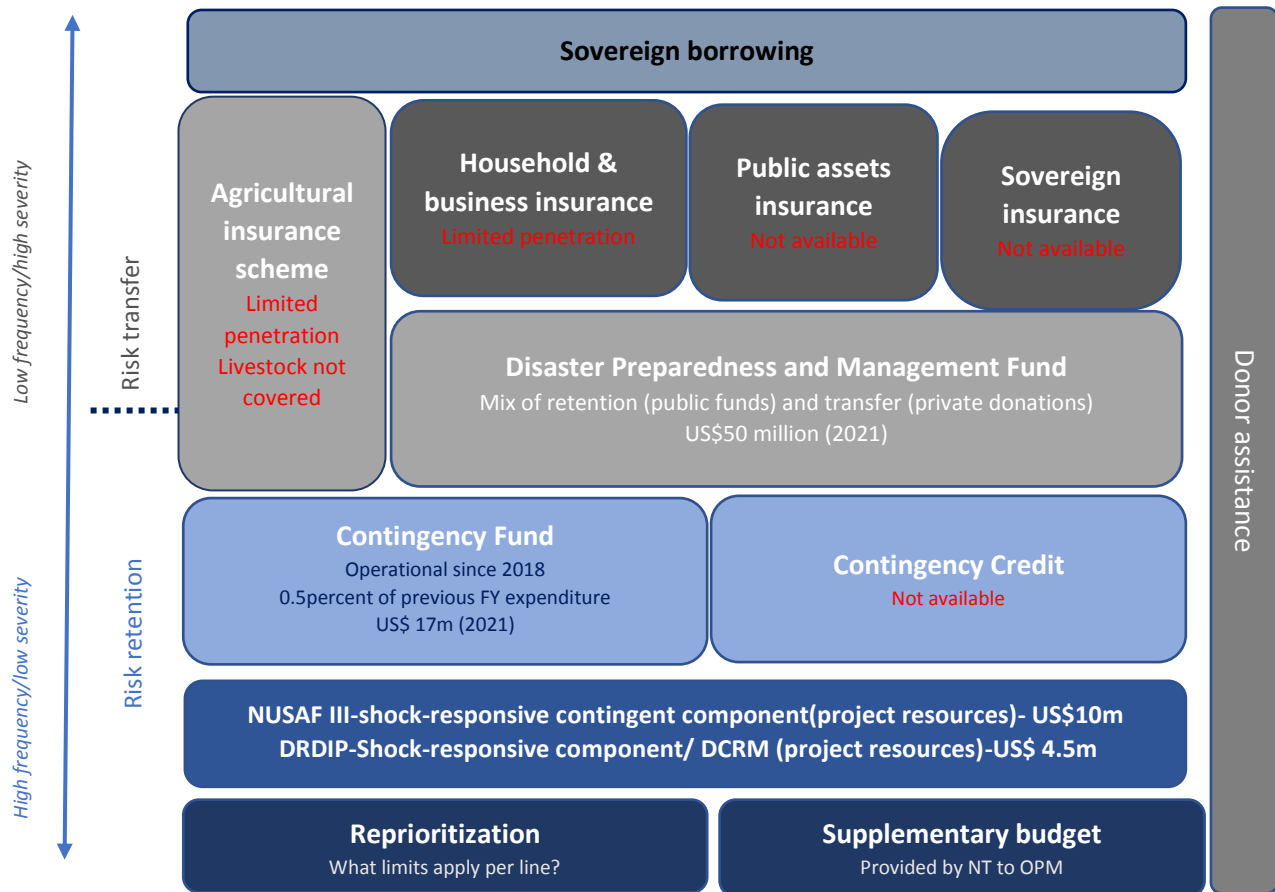 Sovereign borrowing
Agricultural
insurance
scheme
Limited
penetration
Livestock not
covered
Household &
business insurance
Limited penetration
Public assets
insurance
Not available
Sovereign
insurance
Not available
Disaster Preparedness and Management Fund
Mix of retention (public funds) and transfer (private donations)
US$50 million (2021)
Contingency Fund
Operational since 2018
0.5percent of previous FY expenditure
US$ 17m (2021)
Contingency Credit
Not available
NUSAF III-shock-responsive contingent component(project resources)- US$10m
DRDIP-Shock-responsive component/ DCRM (project resources)-US$ 4.5m
Reprioritization
What limits apply per line?
Supplementary budget
Provided by NT to OPM
Low frequency/high severity
High frequency/low severity
Risk transfer
Risk retention
Donor assistance